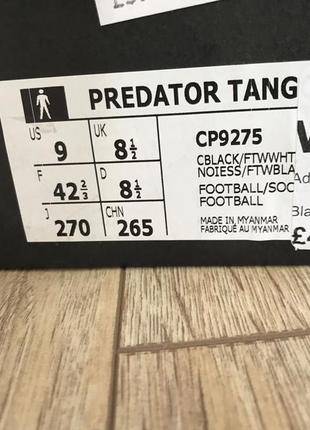 PREDATOR TANG
US 9 UK 8½
F 42⅔ D 8½
J 270 CHN 265
CP9275
CBLACK/FTWWHT
NOIESS/FTWBLA
FOOTBALL/SOC
FOOTBALL
MADE IN MYANMAR
FABRIQUÉ AU MYANMAR
Bla